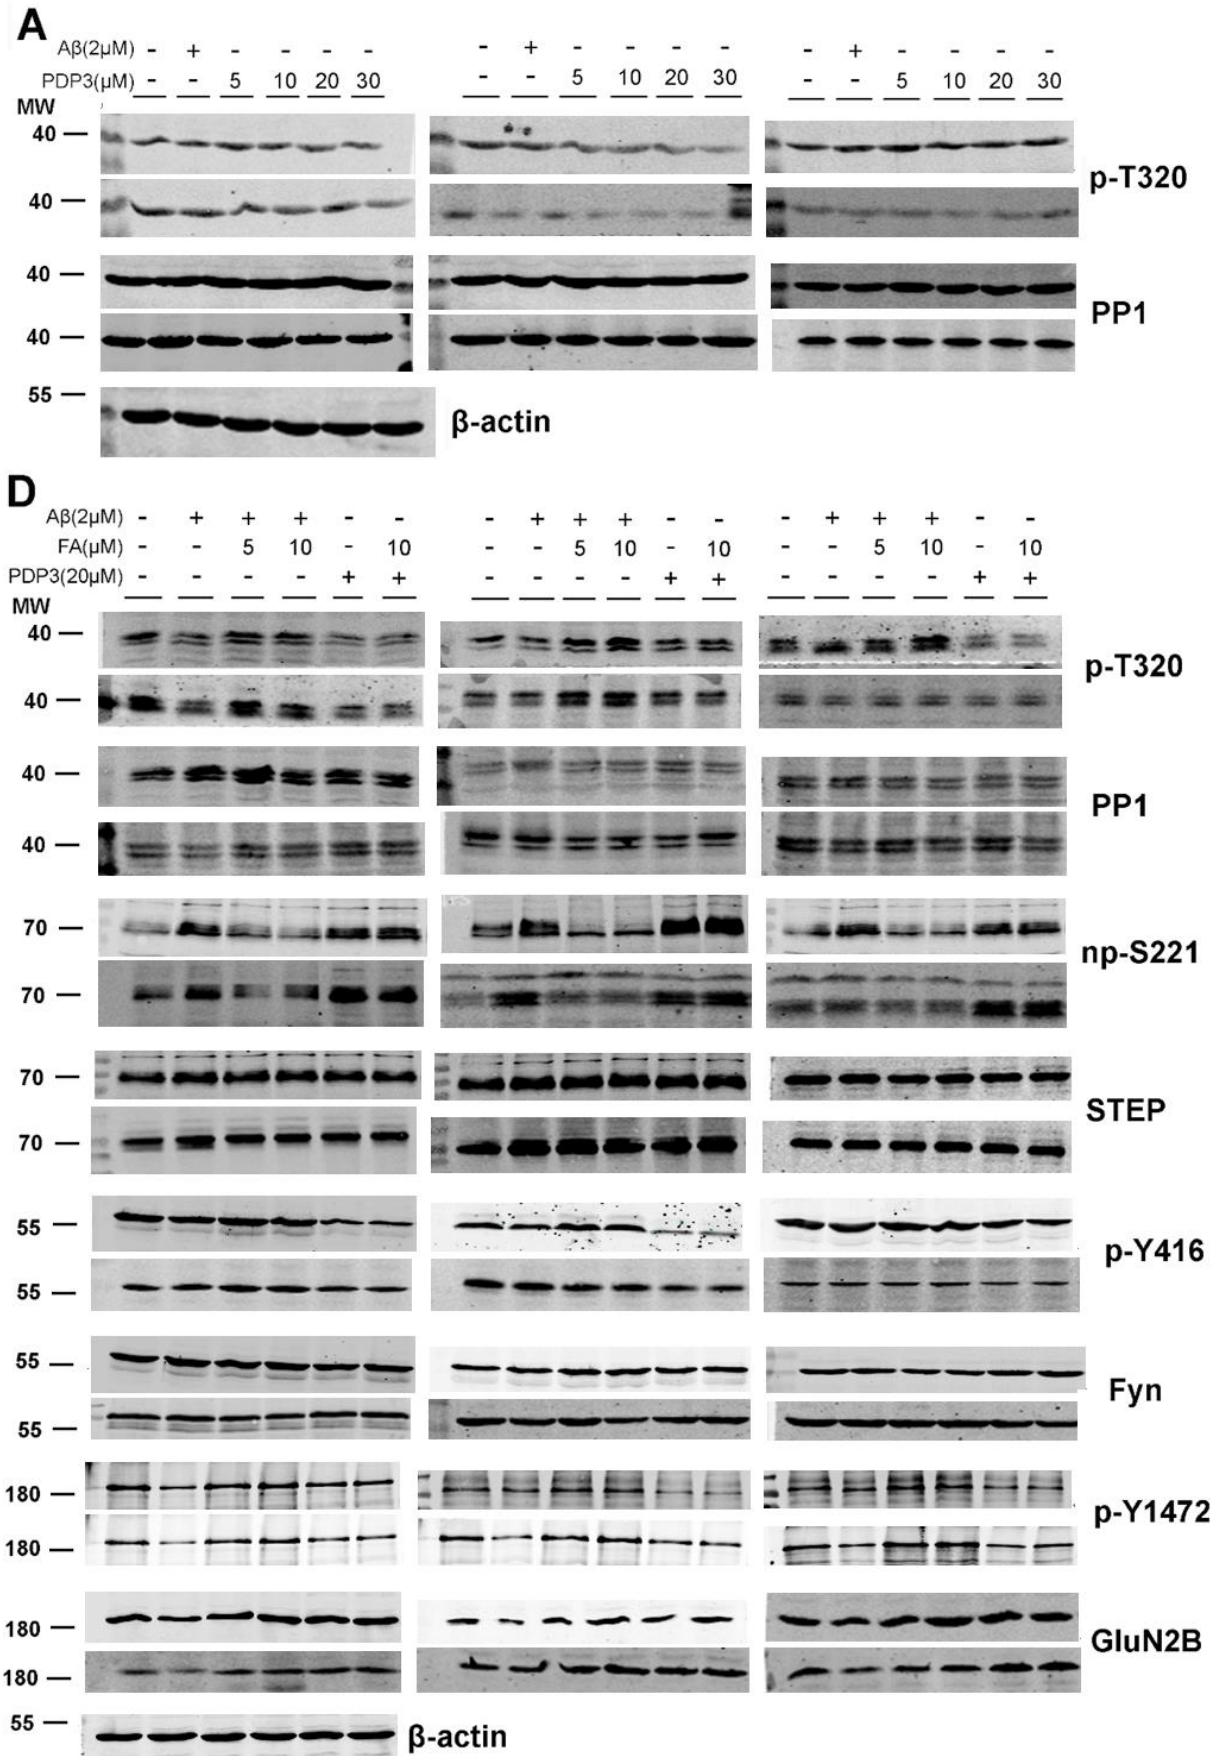 A
Aβ(2μM) - + - - - - - + - - - - - + - - - -
PDP3(μM) - - 5 10 20 30 - - 5 10 20 30 - - 5 10 20 30
MW
40
p-T320
40
40
PP1
40
55
β-actin
D
Aβ(2μM) - + + + - - - + + + - - - + + + - -
FA(μM) - - 5 10 - 10 - - 5 10 - 10 - - 5 10 - 10
PDP3(20μM) - - - - + + - - - - + + - - - - + +
MW
40
p-T320
40
40
PP1
40
70
np-S221
70
70
STEP
70
55
p-Y416
55
55
Fyn
55
180
p-Y1472
180
180
GluN2B
180
55
β-actin